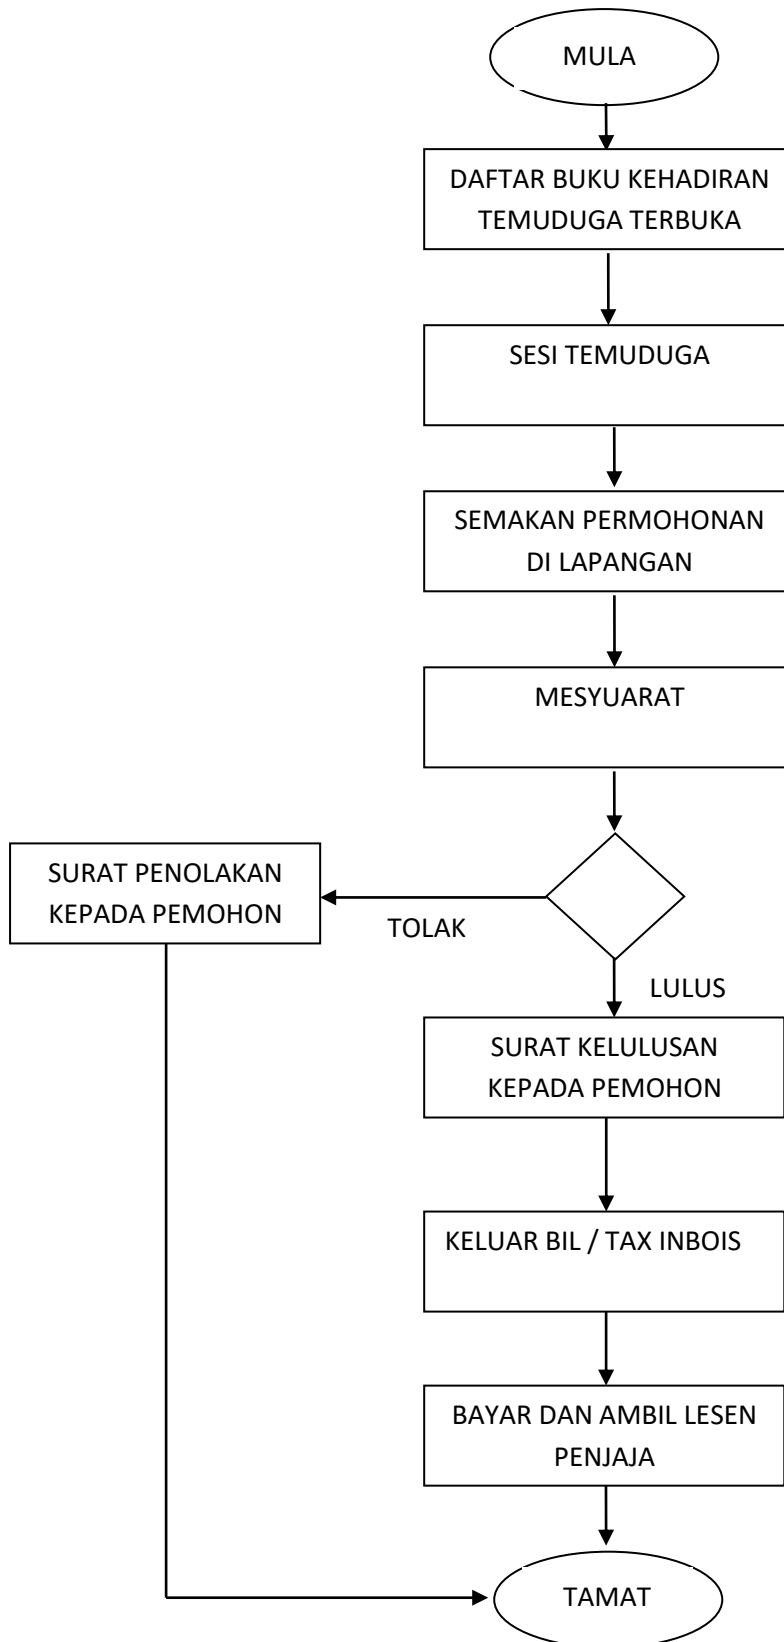 MULA
DAFTAR BUKU KEHADIRAN
TEMUDUGA TERBUKA
SESI TEMUDUGA
SEMAKAN PERMOHONAN
DI LAPANGAN
MESYUARAT
SURAT PENOLAKAN
KEPADA PEMOHON
TOLAK
LULUS
SURAT KELULUSAN
KEPADA PEMOHON
KELUAR BIL / TAX INBOIS
BAYAR DAN AMBIL LESEN
PENJAJA
TAMAT